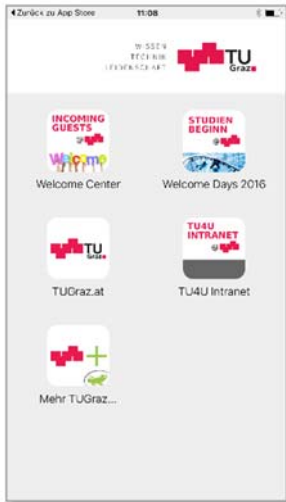 Zurück zu App Store 11:08
WISSEN
TECHNIK
LEIDENSCHAFT
TU
Graz
INCOMING
GUESTS
Welcome
Welcome Center
STUDIEN
BEGINN
Welcome Days 2016
TU
Graz
TUGraz.at
TU4U
INTRANET
TU4U Intranet
Mehr TUGraz...